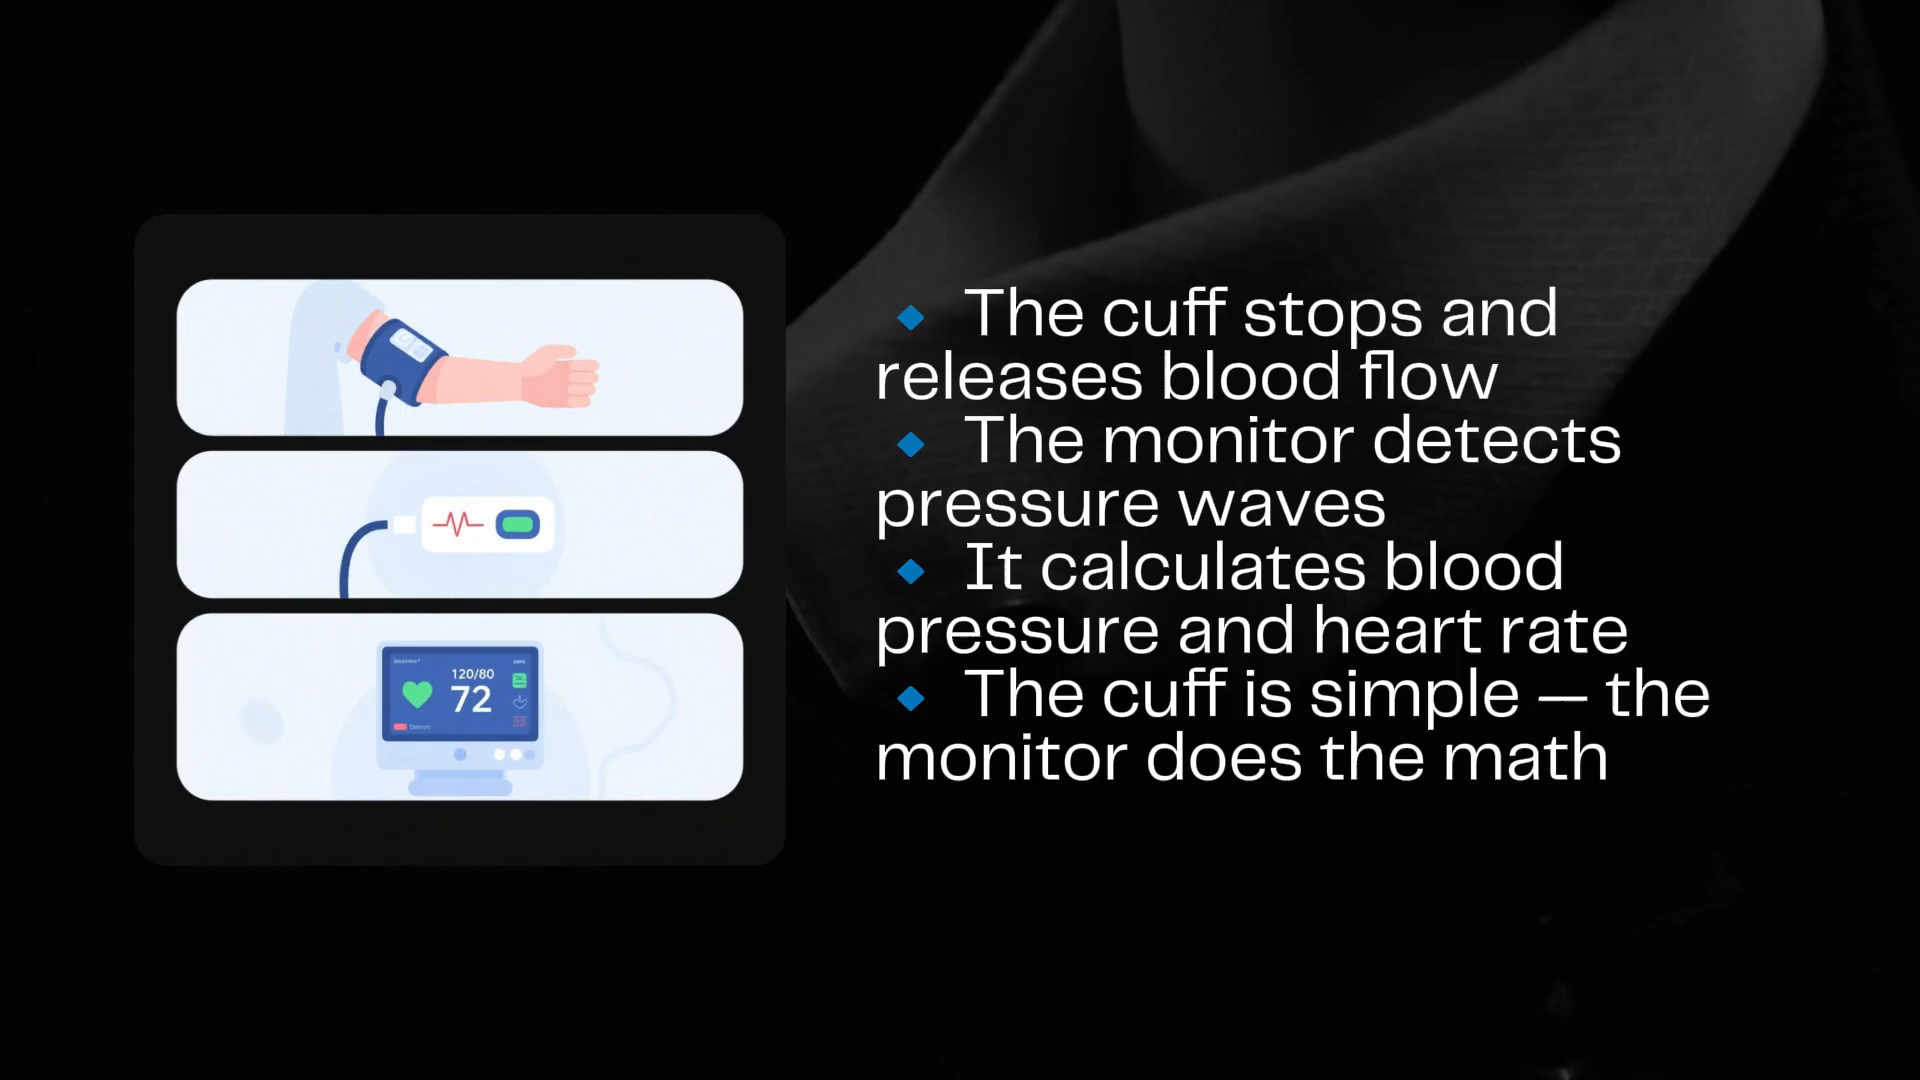 120/80
72
🔹 The cuff stops and
releases blood flow
🔹 The monitor detects
pressure waves
🔹 It calculates blood
pressure and heart rate
🔹 The cuff is simple — the
monitor does the math